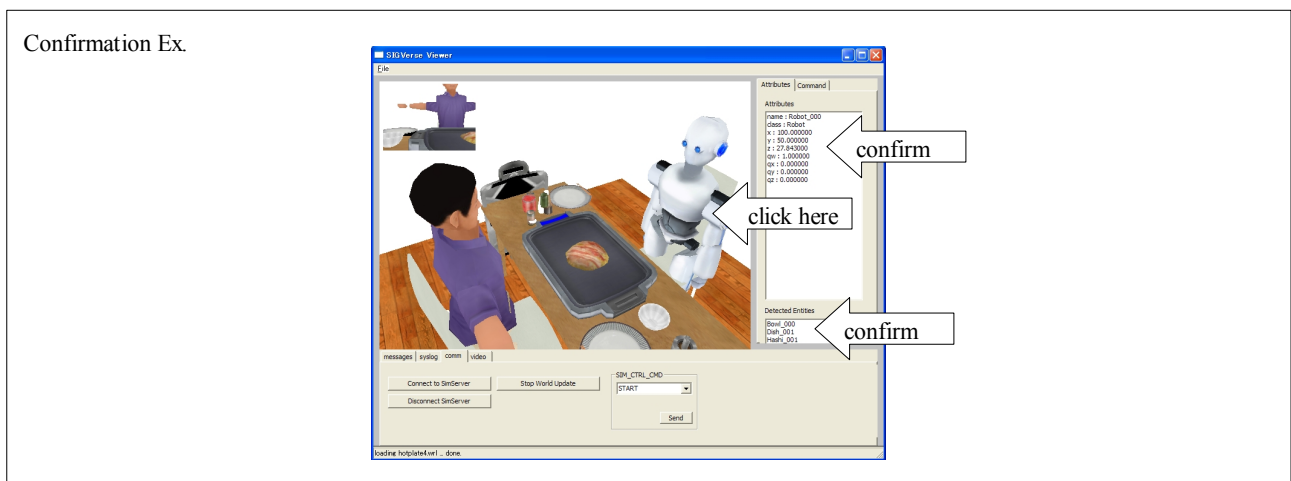 Confirmation Ex.
SIGVerse Viewer
File
Attributes Command
Attributes
name : Robot_000
class : Robot
x : 100.000000
y : 50.000000
z : 27.843000
qw : 1.000000
qx : 0.000000
qy : 0.000000
qz : 0.000000
confirm
click here
Detected Entities
Bowl_000
Dish_001
Hashi_001
confirm
messages syslog comm video
Connect to SimServer
Stop World Update
Disconnect SimServer
SIM_CTRL_CMD
START
Send
loading hotplate4.wrl ... done.